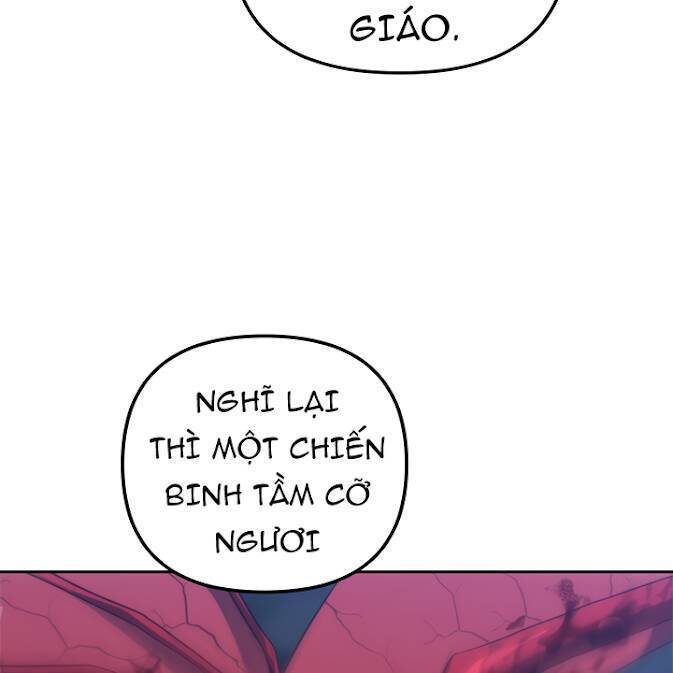 GIÁO.
NGHĨ LẠI
THÌ MỘT CHIẾN
BINH TẦM CỠ
NGƯƠI